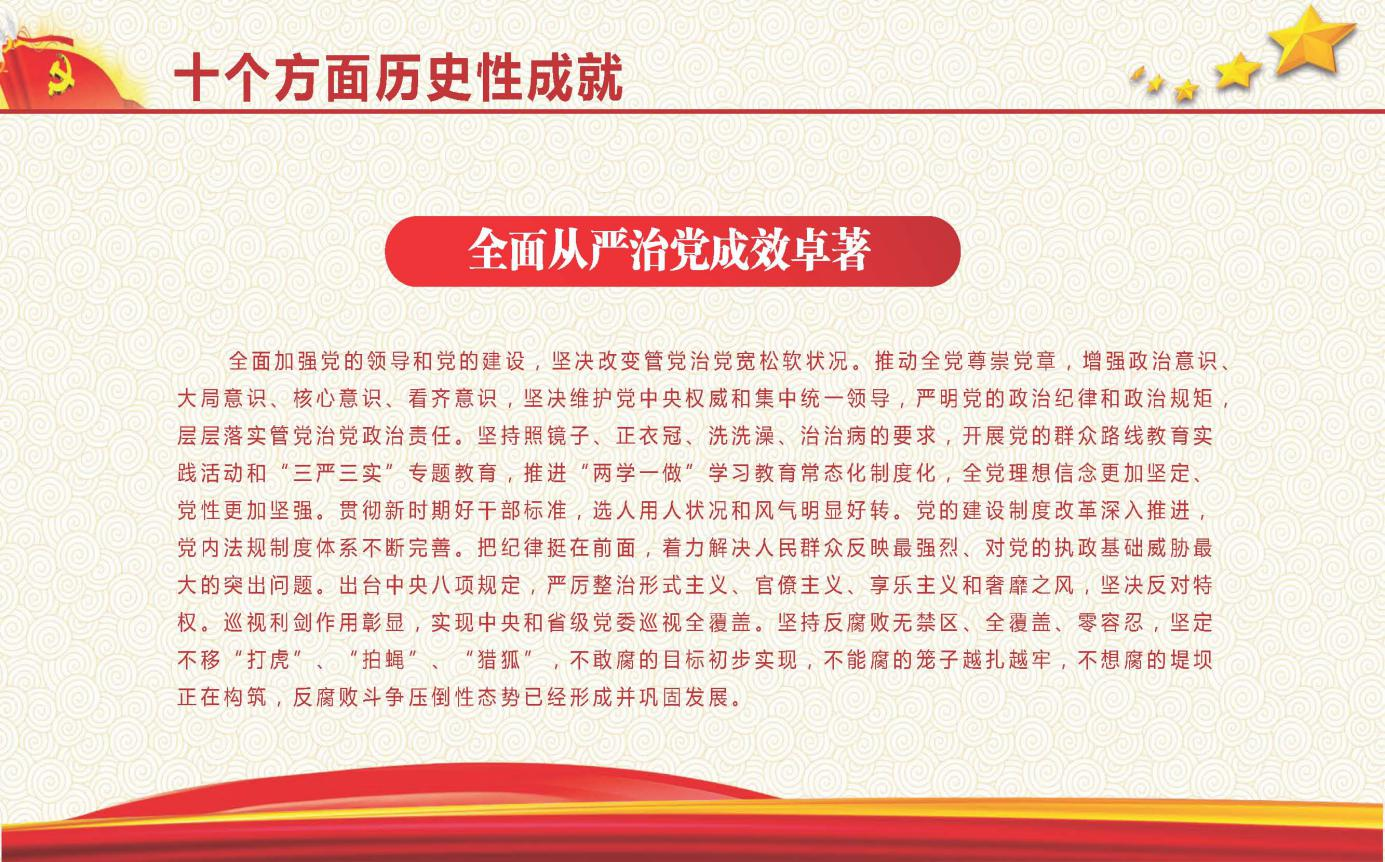 十个方面历史性成就
全面从严治党成效卓著
全面加强党的领导和党的建设，坚决改变管党治党宽松软状况。推动全党尊崇党章，增强政治意识、
大局意识、核心意识、看齐意识，坚决维护党中央权威和集中统一领导，严明党的政治纪律和政治规矩，
层层落实管党治党政治责任。坚持照镜子、正衣冠、洗洗澡、治治病的要求，开展党的群众路线教育实
践活动和“三严三实”专题教育，推进“两学一做”学习教育常态化制度化，全党理想信念更加坚定、
党性更加坚强。贯彻新时期好干部标准，选人用人状况和风气明显好转。党的建设制度改革深入推进，
党内法规制度体系不断完善。把纪律挺在前面，着力解决人民群众反映最强烈、对党的执政基础威胁最
大的突出问题。出台中央八项规定，严厉整治形式主义、官僚主义、享乐主义和奢靡之风，坚决反对特
权。巡视利剑作用彰显，实现中央和省级党委巡视全覆盖。坚持反腐败无禁区、全覆盖、零容忍，坚定
不移“打虎”、“拍蝇”、“猎狐”，不敢腐的目标初步实现，不能腐的笼子越扎越牢，不想腐的堤坝
正在构筑，反腐败斗争压倒性态势已经形成并巩固发展。